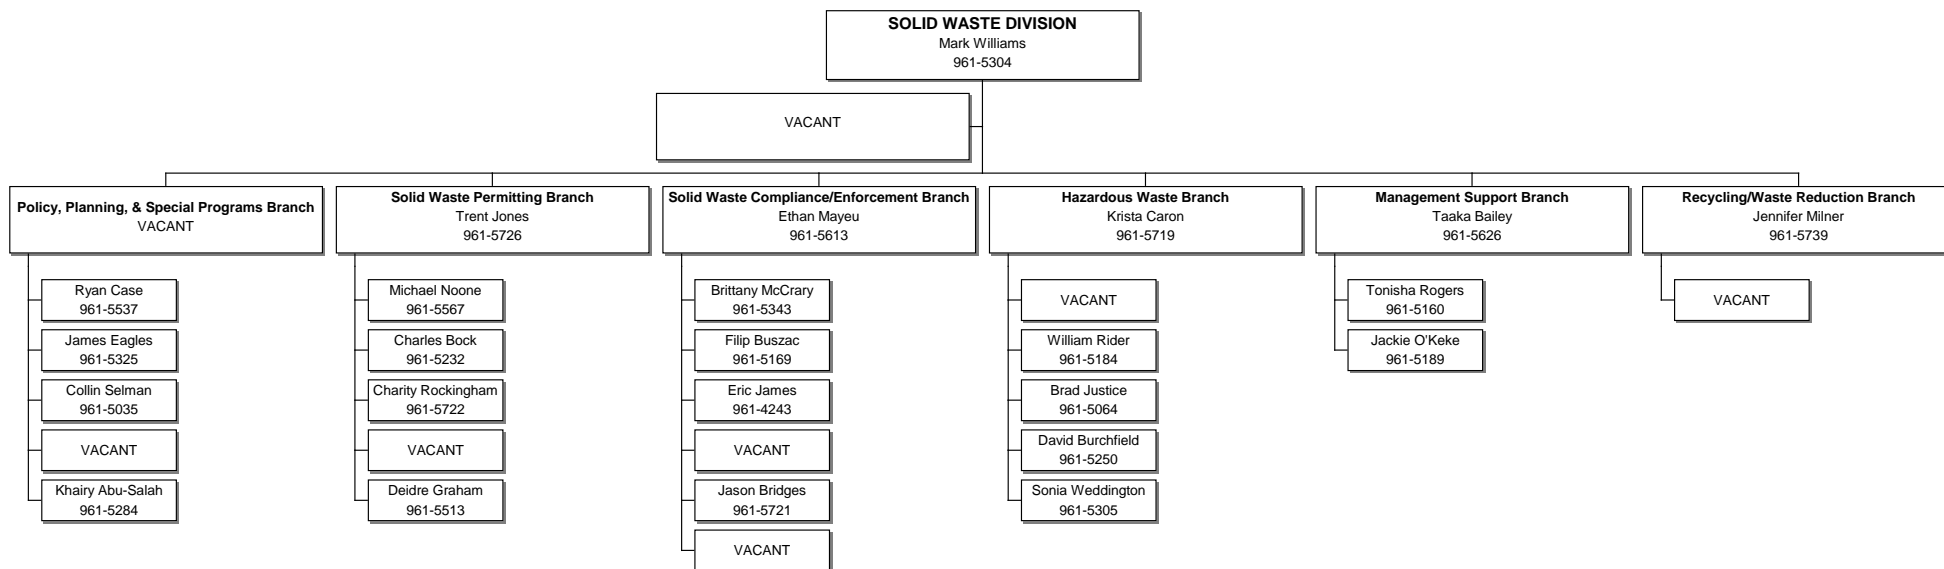 SOLID WASTE DIVISION
Mark Williams
961-5304
VACANT
Policy, Planning, & Special Programs Branch
VACANT
Ryan Case
961-5537
James Eagles
961-5325
Collin Selman
961-5035
VACANT
Khairy Abu-Salah
961-5284
Solid Waste Permitting Branch
Trent Jones
961-5726
Michael Noone
961-5567
Charles Bock
961-5232
Charity Rockingham
961-5722
VACANT
Deidre Graham
961-5513
Solid Waste Compliance/Enforcement Branch
Ethan Mayeu
961-5613
Brittany McCrary
961-5343
Filip Buszac
961-5169
Eric James
961-4243
VACANT
Jason Bridges
961-5721
VACANT
Hazardous Waste Branch
Krista Caron
961-5719
VACANT
William Rider
961-5184
Brad Justice
961-5064
David Burchfield
961-5250
Sonia Weddington
961-5305
Management Support Branch
Taaka Bailey
961-5626
Tonisha Rogers
961-5160
Jackie O'Keke
961-5189
Recycling/Waste Reduction Branch
Jennifer Milner
961-5739
VACANT